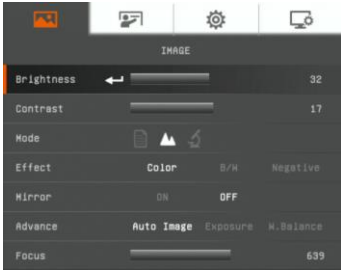 IMAGE
Brightness 32
Contrast 17
Mode
Effect Color B/W Negative
Mirror ON OFF
Advance Auto Image Exposure W.Balance
Focus 639